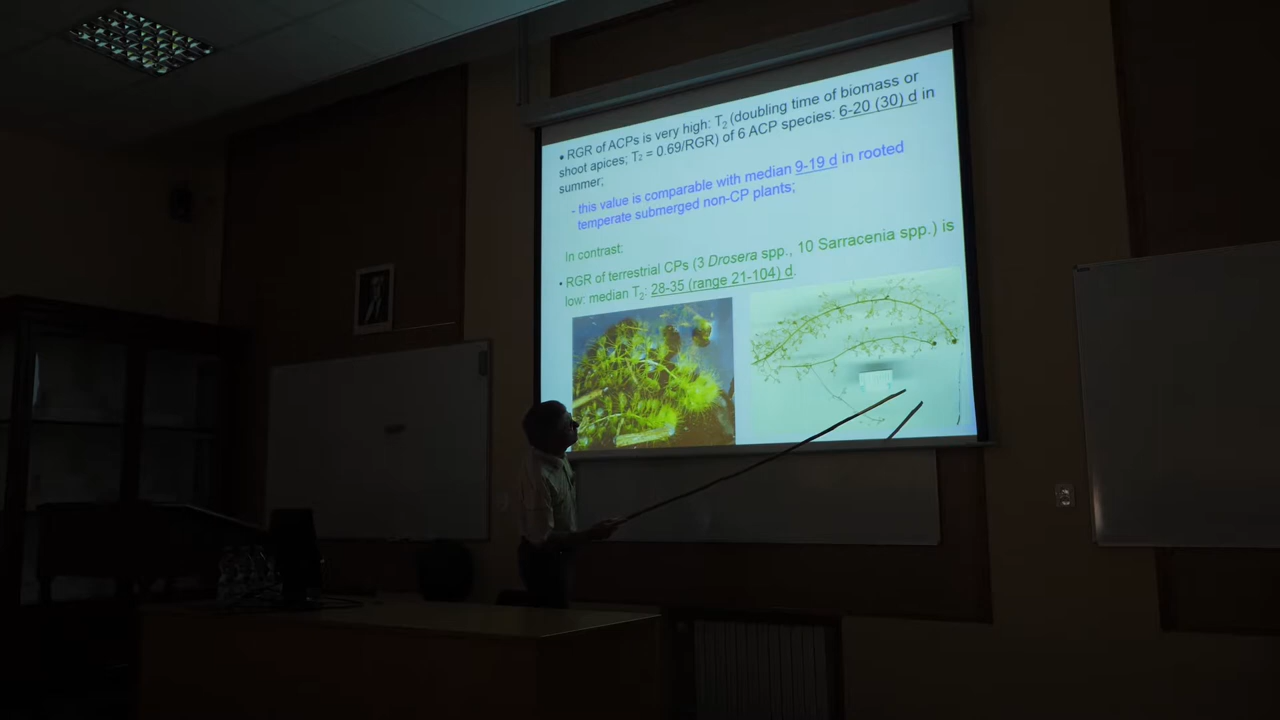 • RGR of ACPs is very high: T2 (doubling time of biomass or
shoot apices; T2 = 0.69/RGR) of 6 ACP species: 6-20 (30) d in
summer;
- this value is comparable with median 9-19 d in rooted
temperate submerged non-CP plants;
In contrast:
• RGR of terrestrial CPs (3 Drosera spp., 10 Sarracenia spp.) is
low: median T2: 28-35 (range 21-104) d.